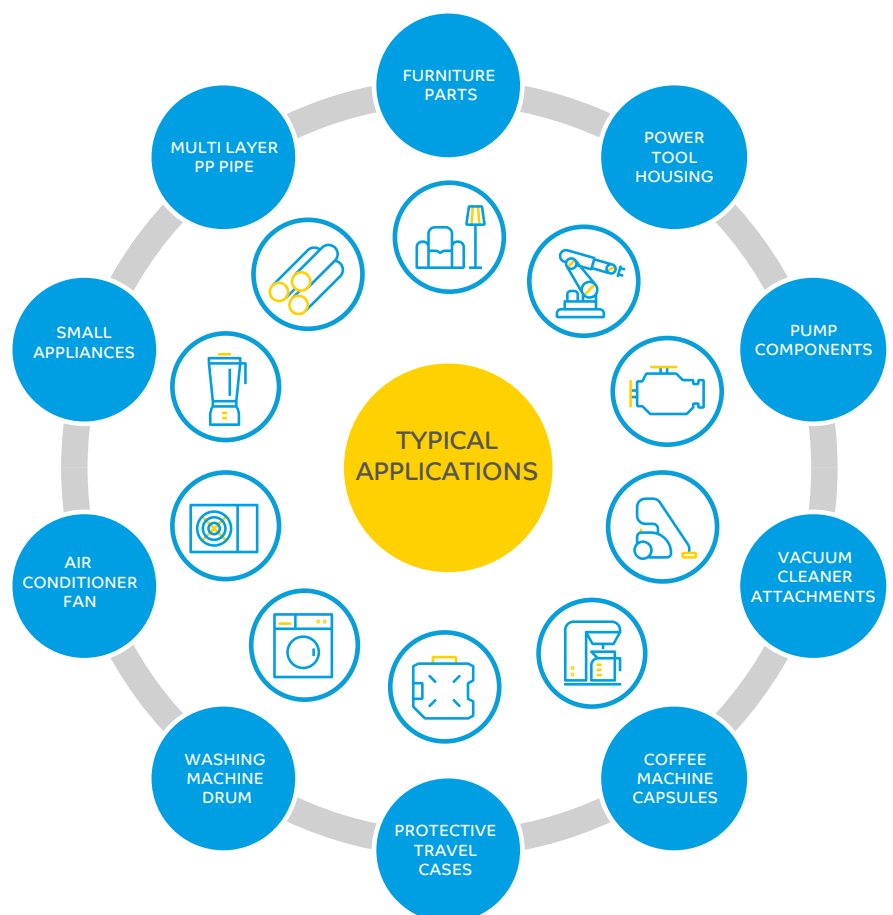 FURNITURE
PARTS
POWER
TOOL
HOUSING
PUMP
COMPONENTS
VACUUM
CLEANER
ATTACHMENTS
COFFEE
MACHINE
CAPSULES
PROTECTIVE
TRAVEL
CASES
WASHING
MACHINE
DRUM
AIR
CONDITIONER
FAN
SMALL
APPLIANCES
MULTI LAYER
PP PIPE
TYPICAL
APPLICATIONS